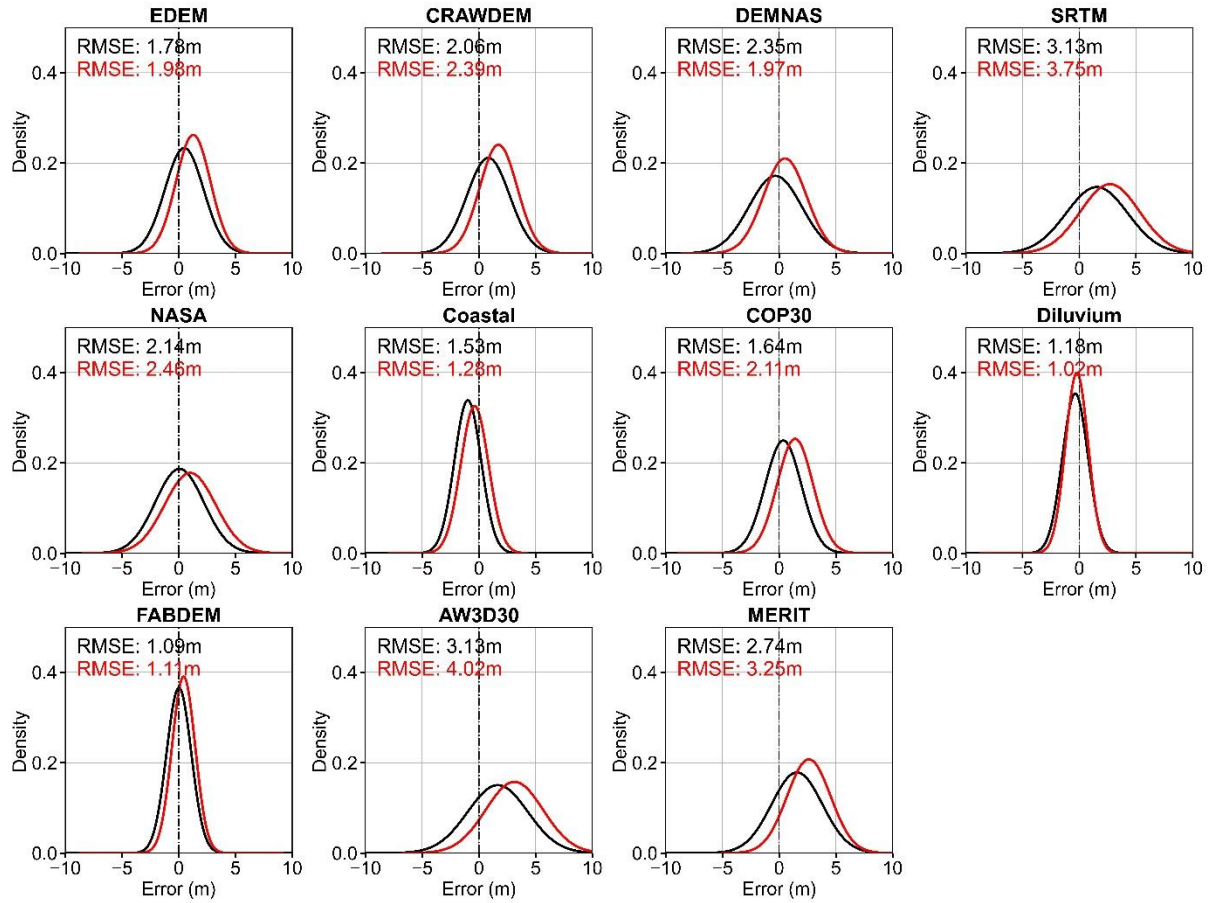 EDEM
RMSE: 1.78m
RMSE: 1.98m
Density
0.4
0.2
0.0
−10 −5 0 5 10
Error (m)
CRAWDEM
RMSE: 2.06m
RMSE: 2.39m
Density
0.4
0.2
0.0
−10 −5 0 5 10
Error (m)
DEMNAS
RMSE: 2.35m
RMSE: 1.97m
Density
0.4
0.2
0.0
−10 −5 0 5 10
Error (m)
SRTM
RMSE: 3.13m
RMSE: 3.75m
Density
0.4
0.2
0.0
−10 −5 0 5 10
Error (m)
NASA
RMSE: 2.14m
RMSE: 2.46m
Density
0.4
0.2
0.0
−10 −5 0 5 10
Error (m)
Coastal
RMSE: 1.53m
RMSE: 1.28m
Density
0.4
0.2
0.0
−10 −5 0 5 10
Error (m)
COP30
RMSE: 1.64m
RMSE: 2.11m
Density
0.4
0.2
0.0
−10 −5 0 5 10
Error (m)
Diluvium
RMSE: 1.18m
RMSE: 1.02m
Density
0.4
0.2
0.0
−10 −5 0 5 10
Error (m)
FABDEM
RMSE: 1.09m
RMSE: 1.11m
Density
0.4
0.2
0.0
−10 −5 0 5 10
Error (m)
AW3D30
RMSE: 3.13m
RMSE: 4.02m
Density
0.4
0.2
0.0
−10 −5 0 5 10
Error (m)
MERIT
RMSE: 2.74m
RMSE: 3.25m
Density
0.4
0.2
0.0
−10 −5 0 5 10
Error (m)